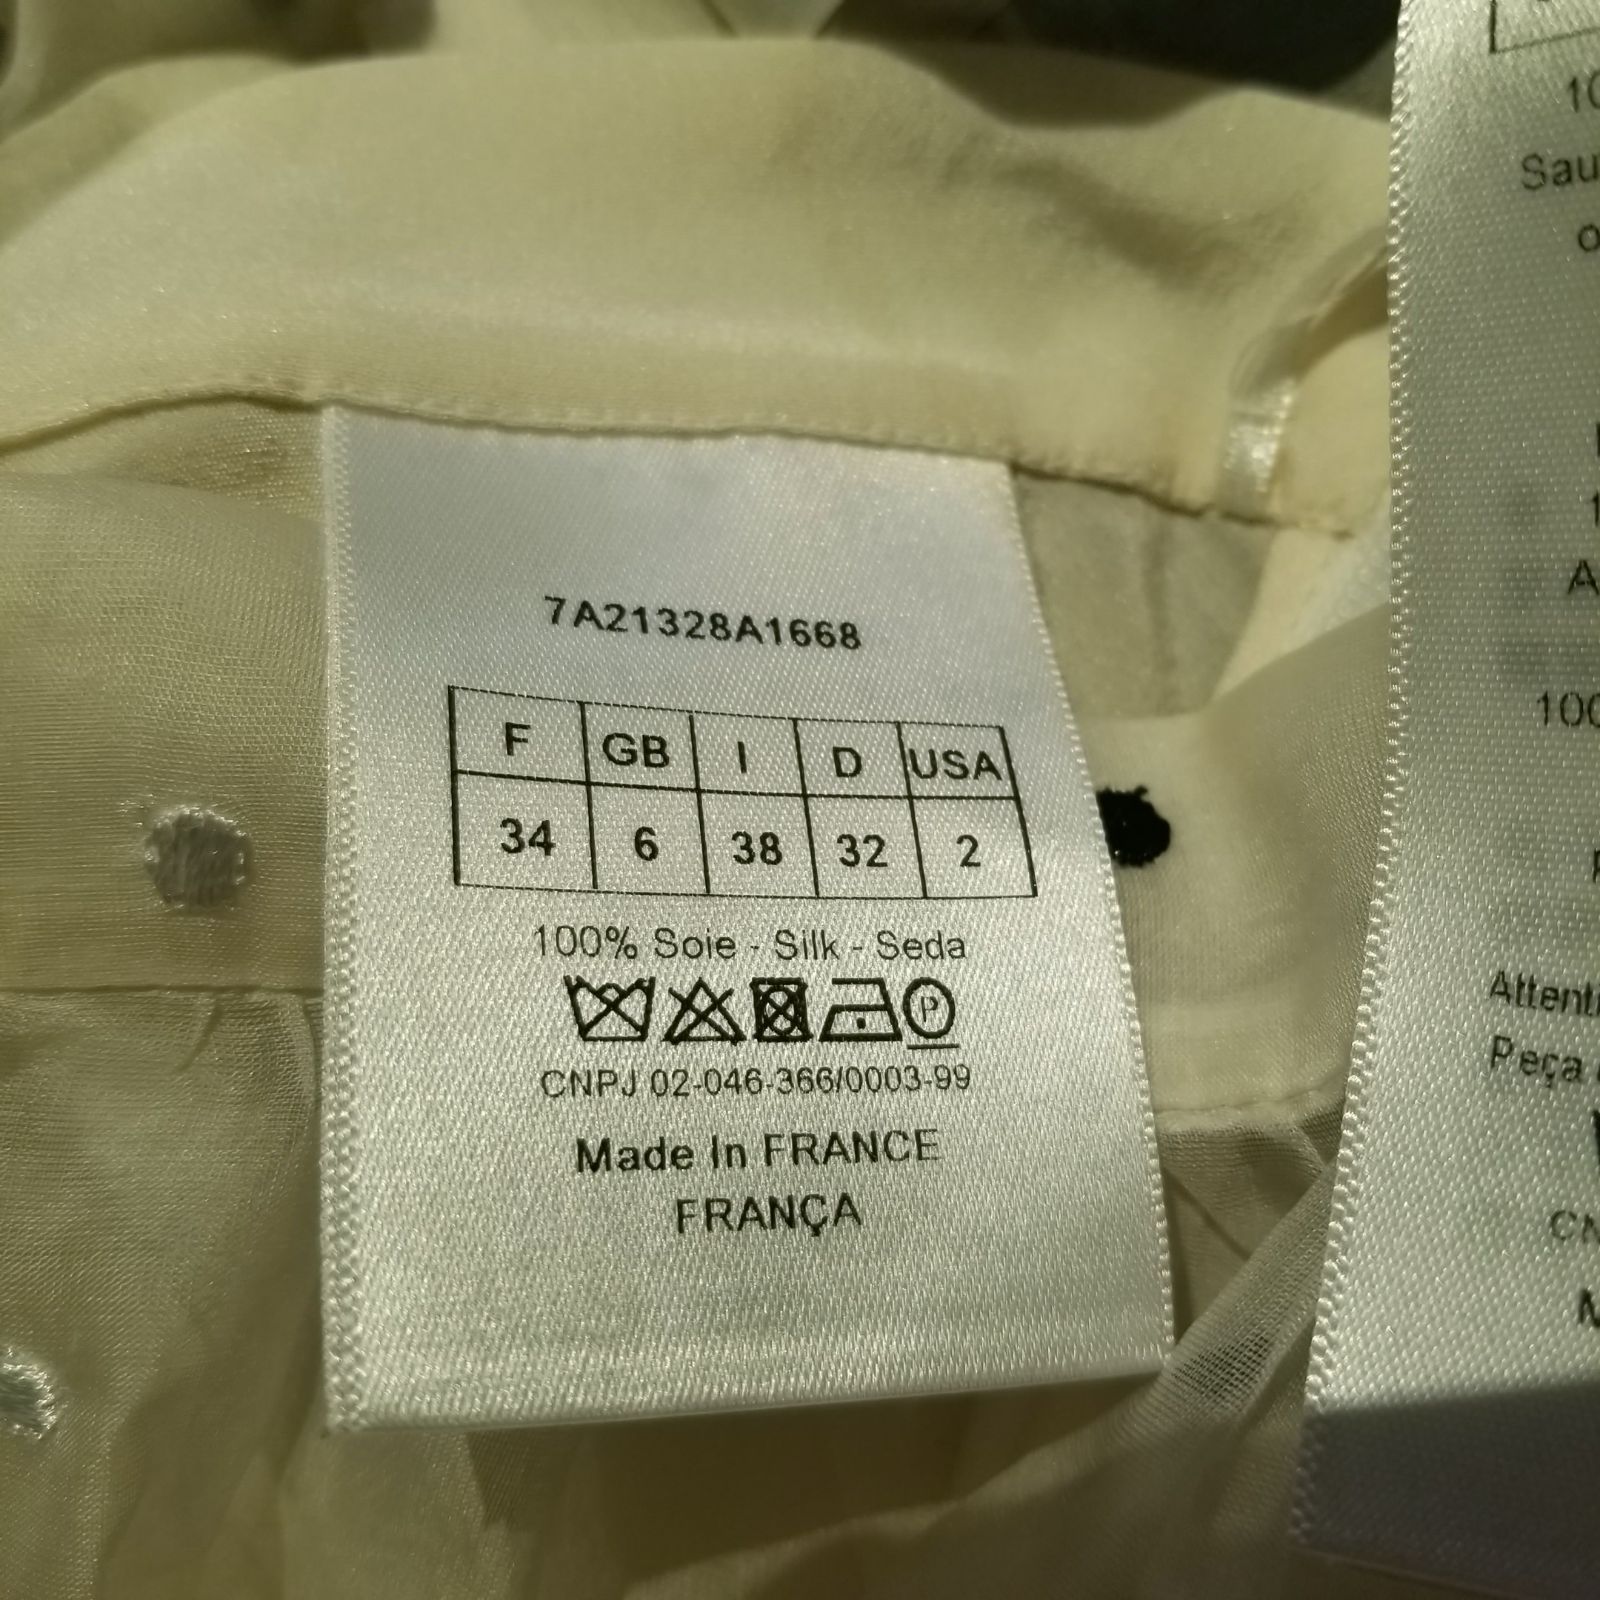 7A21328A1668
F GB I D USA
34 6 38 32 2
100% Soie - Silk - Seda
P
CNPJ 02-046-366/0003-99
Made In FRANCE
FRANÇA
Peça